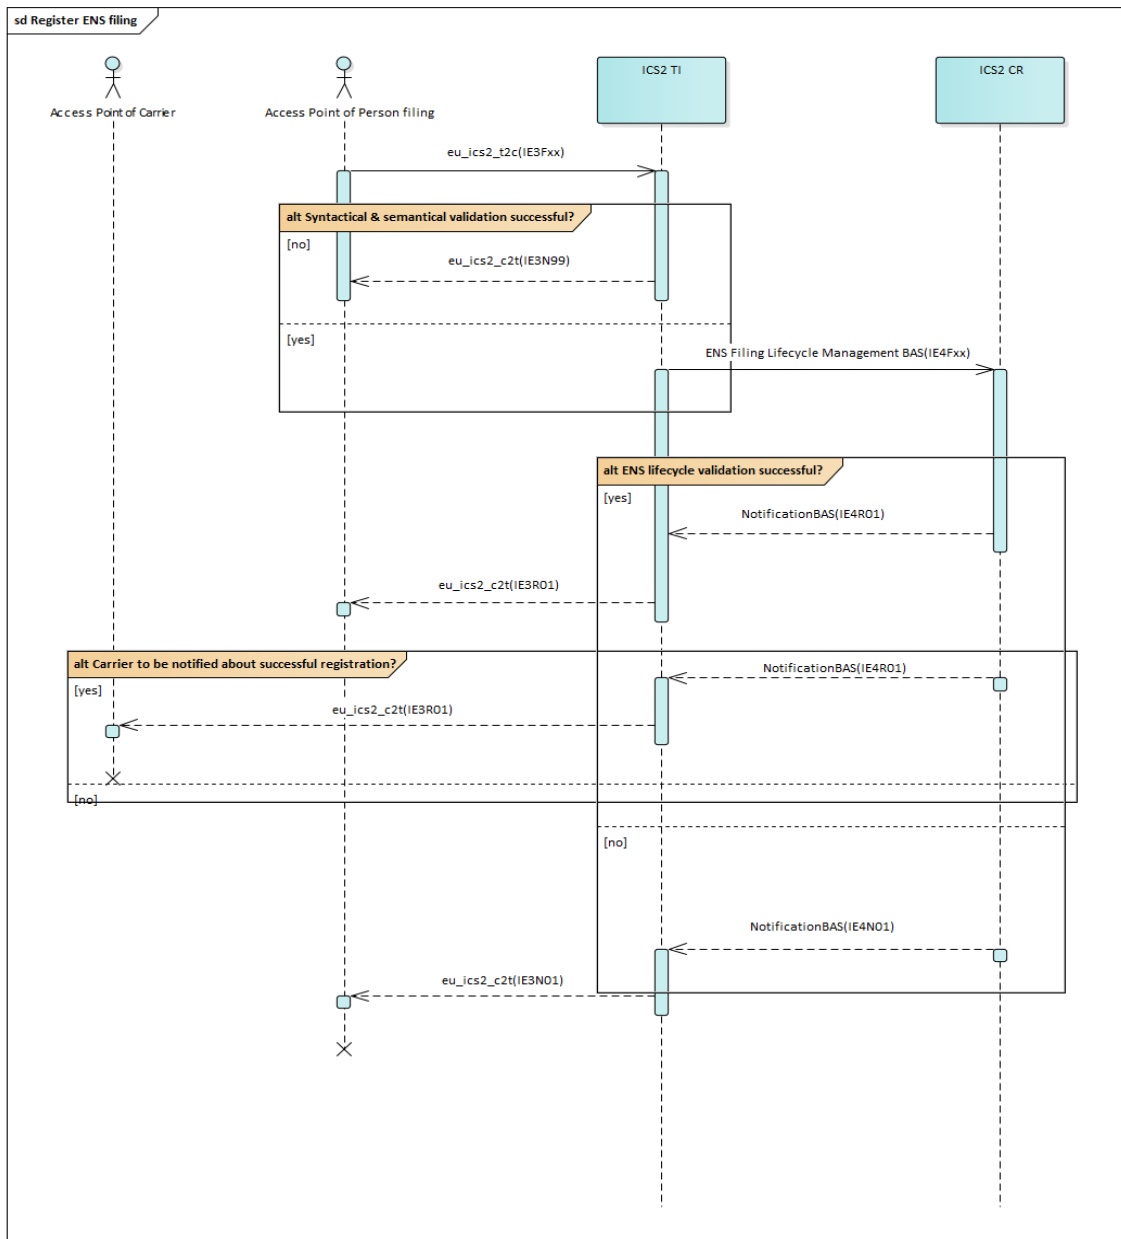 sd Register ENS filing
ICS2 TI
ICS2 CR
Access Point of Carrier
Access Point of Person filing
eu_ics2_t2c(IE3Fxx)
alt Syntactical & semantical validation successful?
[no]
eu_ics2_c2t(IE3N99)
[yes]
ENS Filing Lifecycle Management BAS(IE4Fxx)
alt ENS lifecycle validation successful?
[yes]
NotificationBAS(IE4R01)
eu_ics2_c2t(IE3R01)
alt Carrier to be notified about successful registration?
NotificationBAS(IE4R01)
[yes]
eu_ics2_c2t(IE3R01)
[no]
[no]
NotificationBAS(IE4N01)
eu_ics2_c2t(IE3N01)